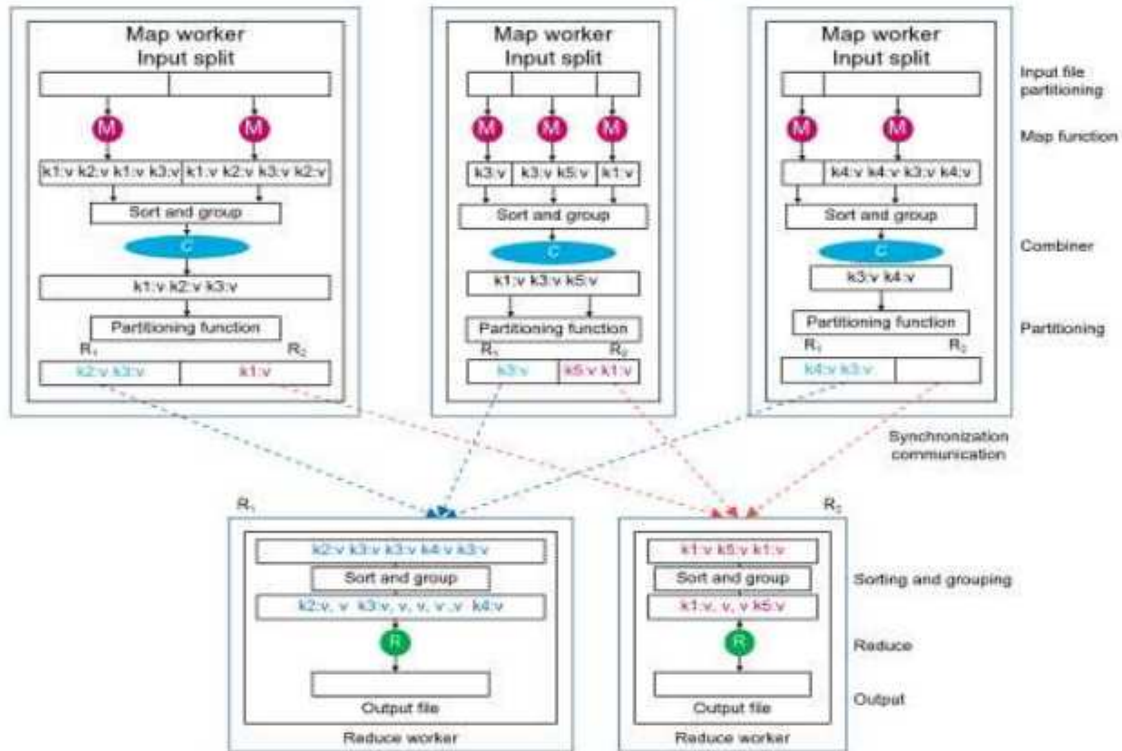 Map worker
Input split
M
M
k1:v k2:v k1:v k3:v
k1:v k2:v k3:v k2:v
Sort and group
C
k1:v k2:v k3:v
Partitioning function
R1
R2
k2:v k3:v
k1:v
Map worker
Input split
M
M
M
k3:v
k3:v k5:v
k1:v
Sort and group
C
k1:v k3:v k5:v
Partitioning function
R1
R2
k3:v
k5:v k1:v
Map worker
Input split
M
M
k4:v k4:v k3:v k4:v
Sort and group
C
k3:v k4:v
Partitioning function
R1
R2
k4:v k3:v
Input file
partitioning
Map function
Combiner
Partitioning
Synchronization
communication
R1
k2:v k3:v k3:v k4:v k3:v
Sort and group
k2:v, v k3:v, v, v, v ,v k4:v
R
Output file
Reduce worker
R2
k1:v k5:v k1:v
Sort and group
k1:v, v, v k5:v
R
Output file
Reduce worker
Sorting and grouping
Reduce
Output